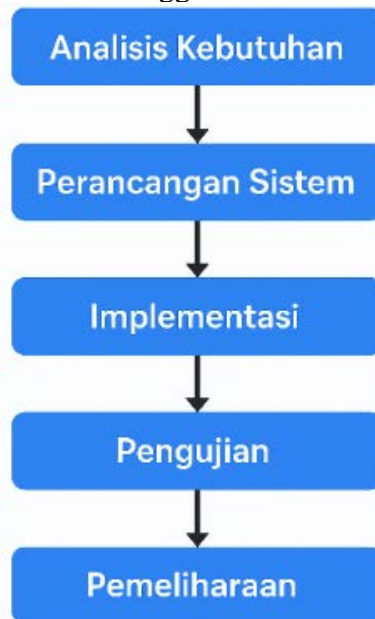 Analisis Kebutuhan
Perancangan Sistem
Implementasi
Pengujian
Pemeliharaan